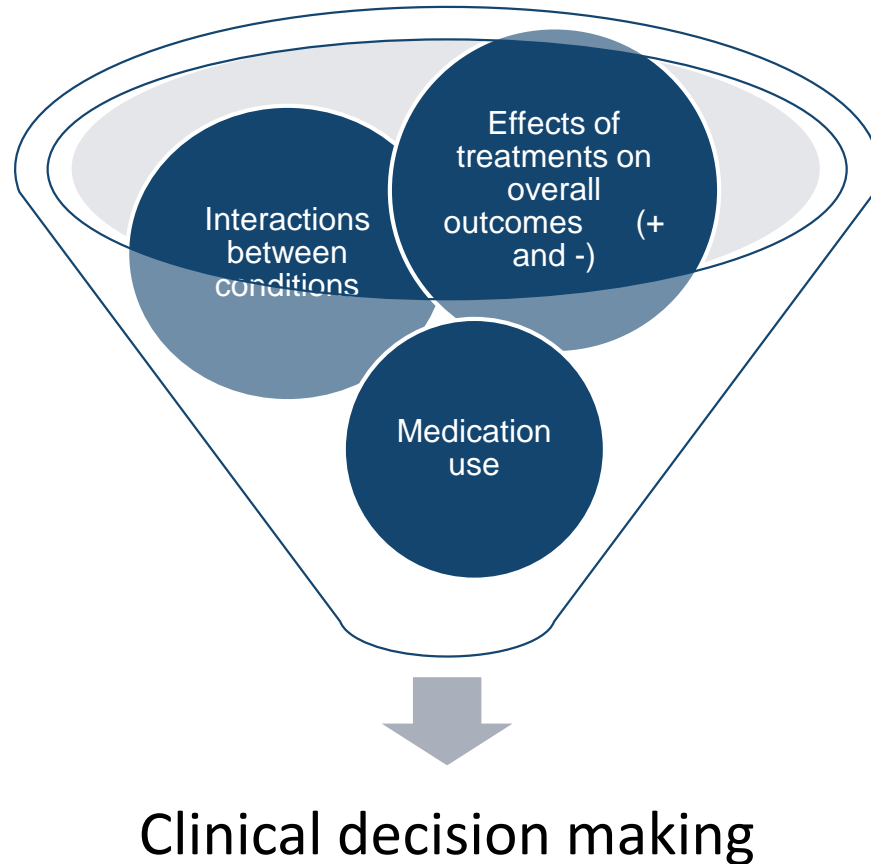 Effects of
treatments on
overall
outcomes (+
and -)
Interactions
between
conditions
Medication
use
Clinical decision making